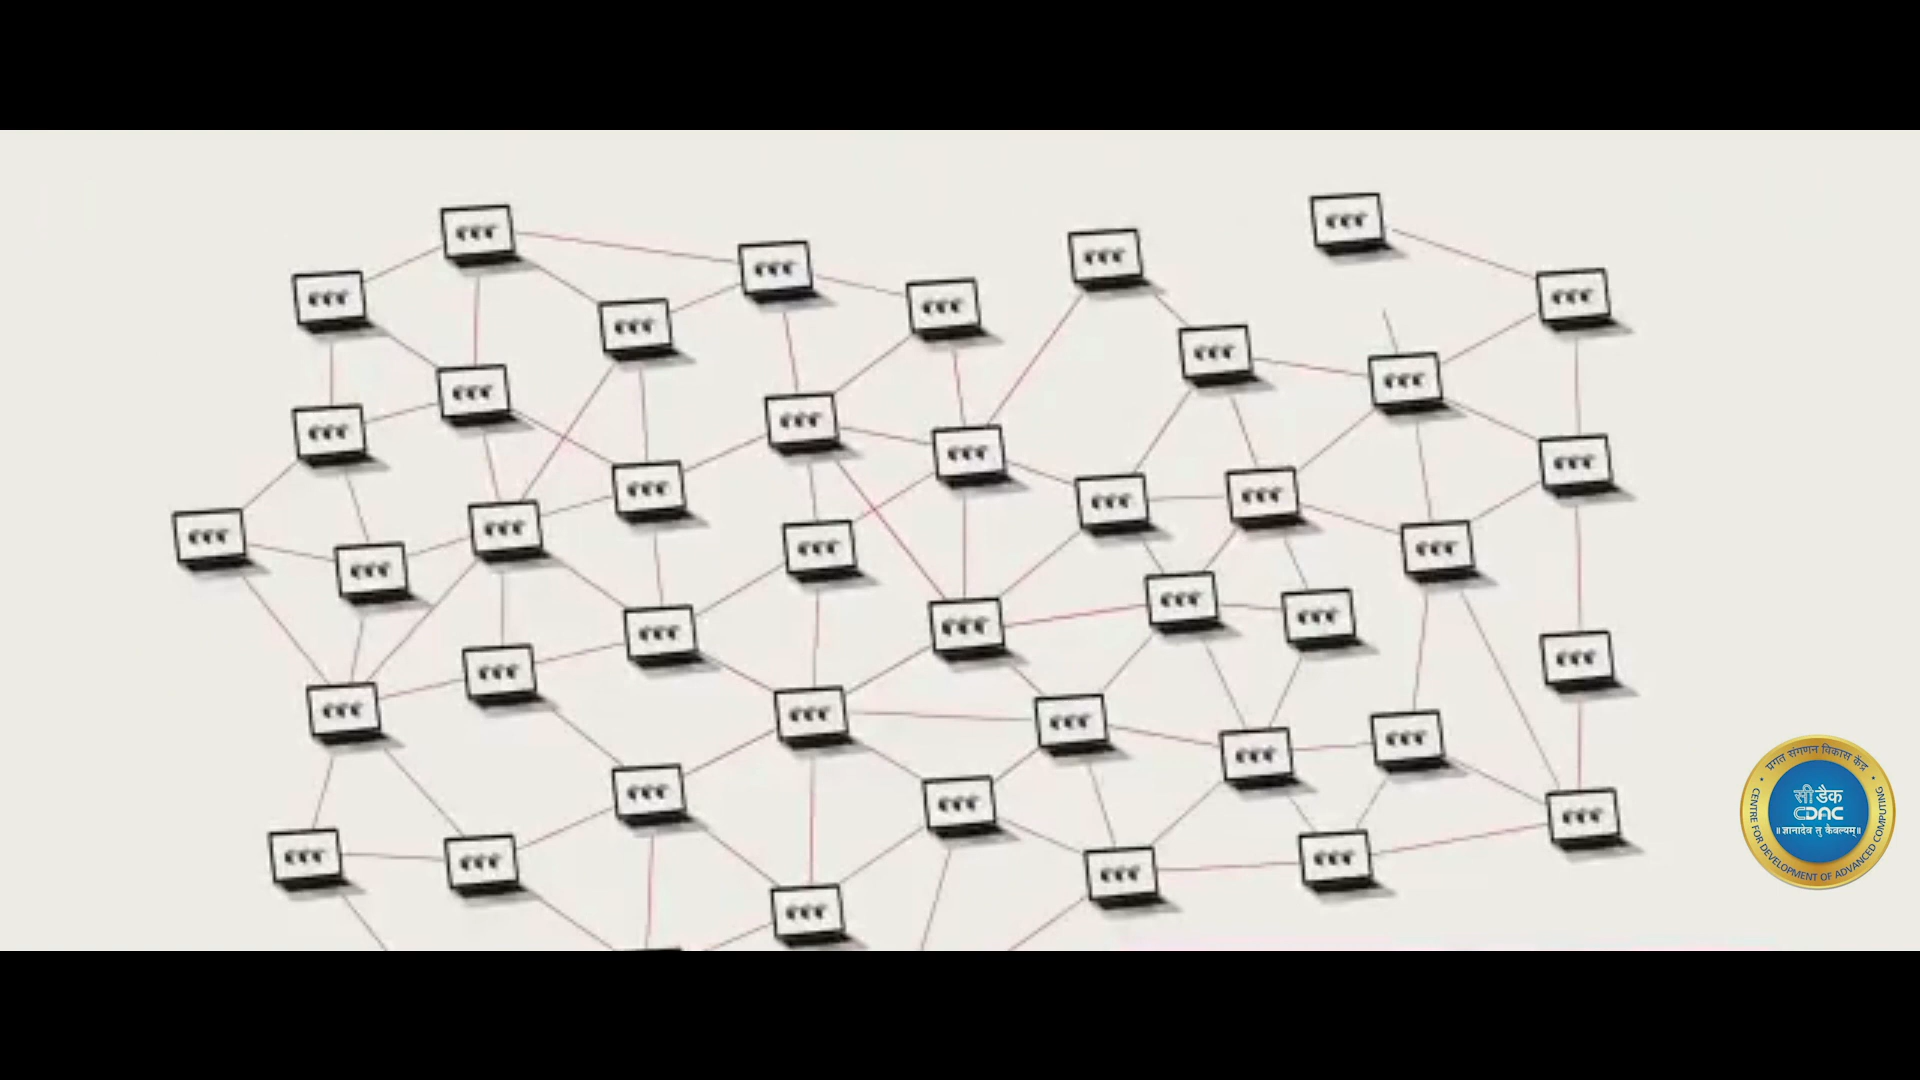 प्रगत संगणन विकास केंद्र
सी डैक
CDAC
॥ ज्ञानादेव तु कैवल्यम् ॥
CENTRE FOR DEVELOPMENT OF ADVANCED COMPUTING